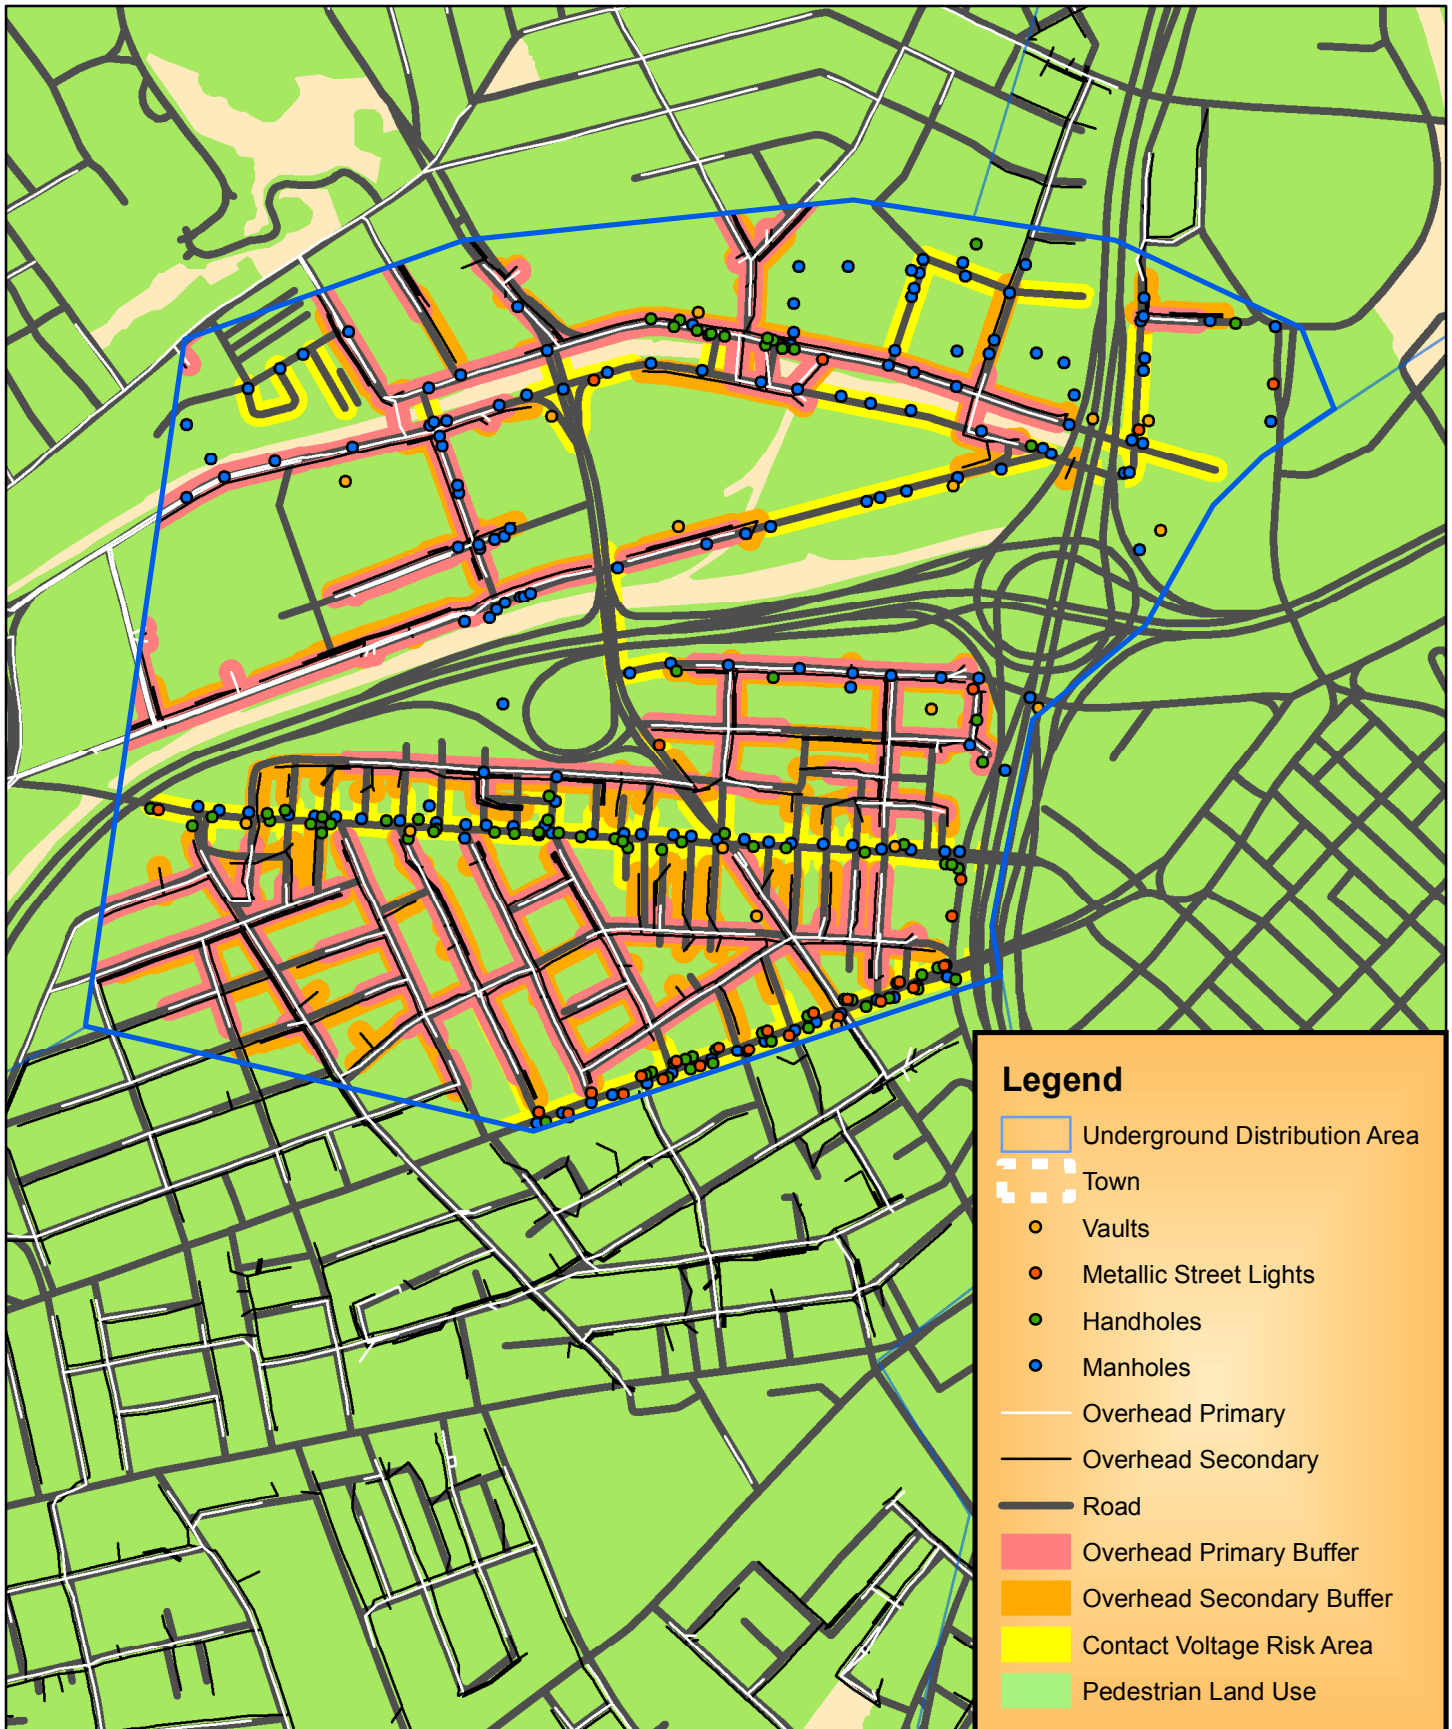 Legend
Underground Distribution Area
Town
Vaults
Metallic Street Lights
Handholes
Manholes
Overhead Primary
Overhead Secondary
Road
Overhead Primary Buffer
Overhead Secondary Buffer
Contact Voltage Risk Area
Pedestrian Land Use